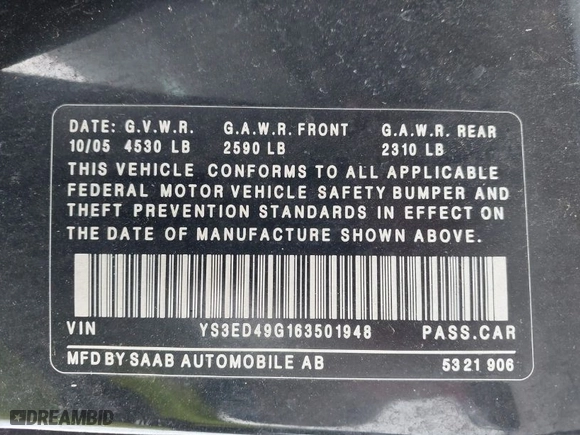 DATE: G.V.W.R. G.A.W.R. FRONT G.A.W.R. REAR
10/05 4530 LB 2590 LB 2310 LB
THIS VEHICLE CONFORMS TO ALL APPLICABLE
FEDERAL MOTOR VEHICLE SAFETY BUMPER AND
THEFT PREVENTION STANDARDS IN EFFECT ON
THE DATE OF MANUFACTURE SHOWN ABOVE.
VIN YS3ED49G163501948 PASS.CAR
MFD BY SAAB AUTOMOBILE AB 5321 906
DREAMBID